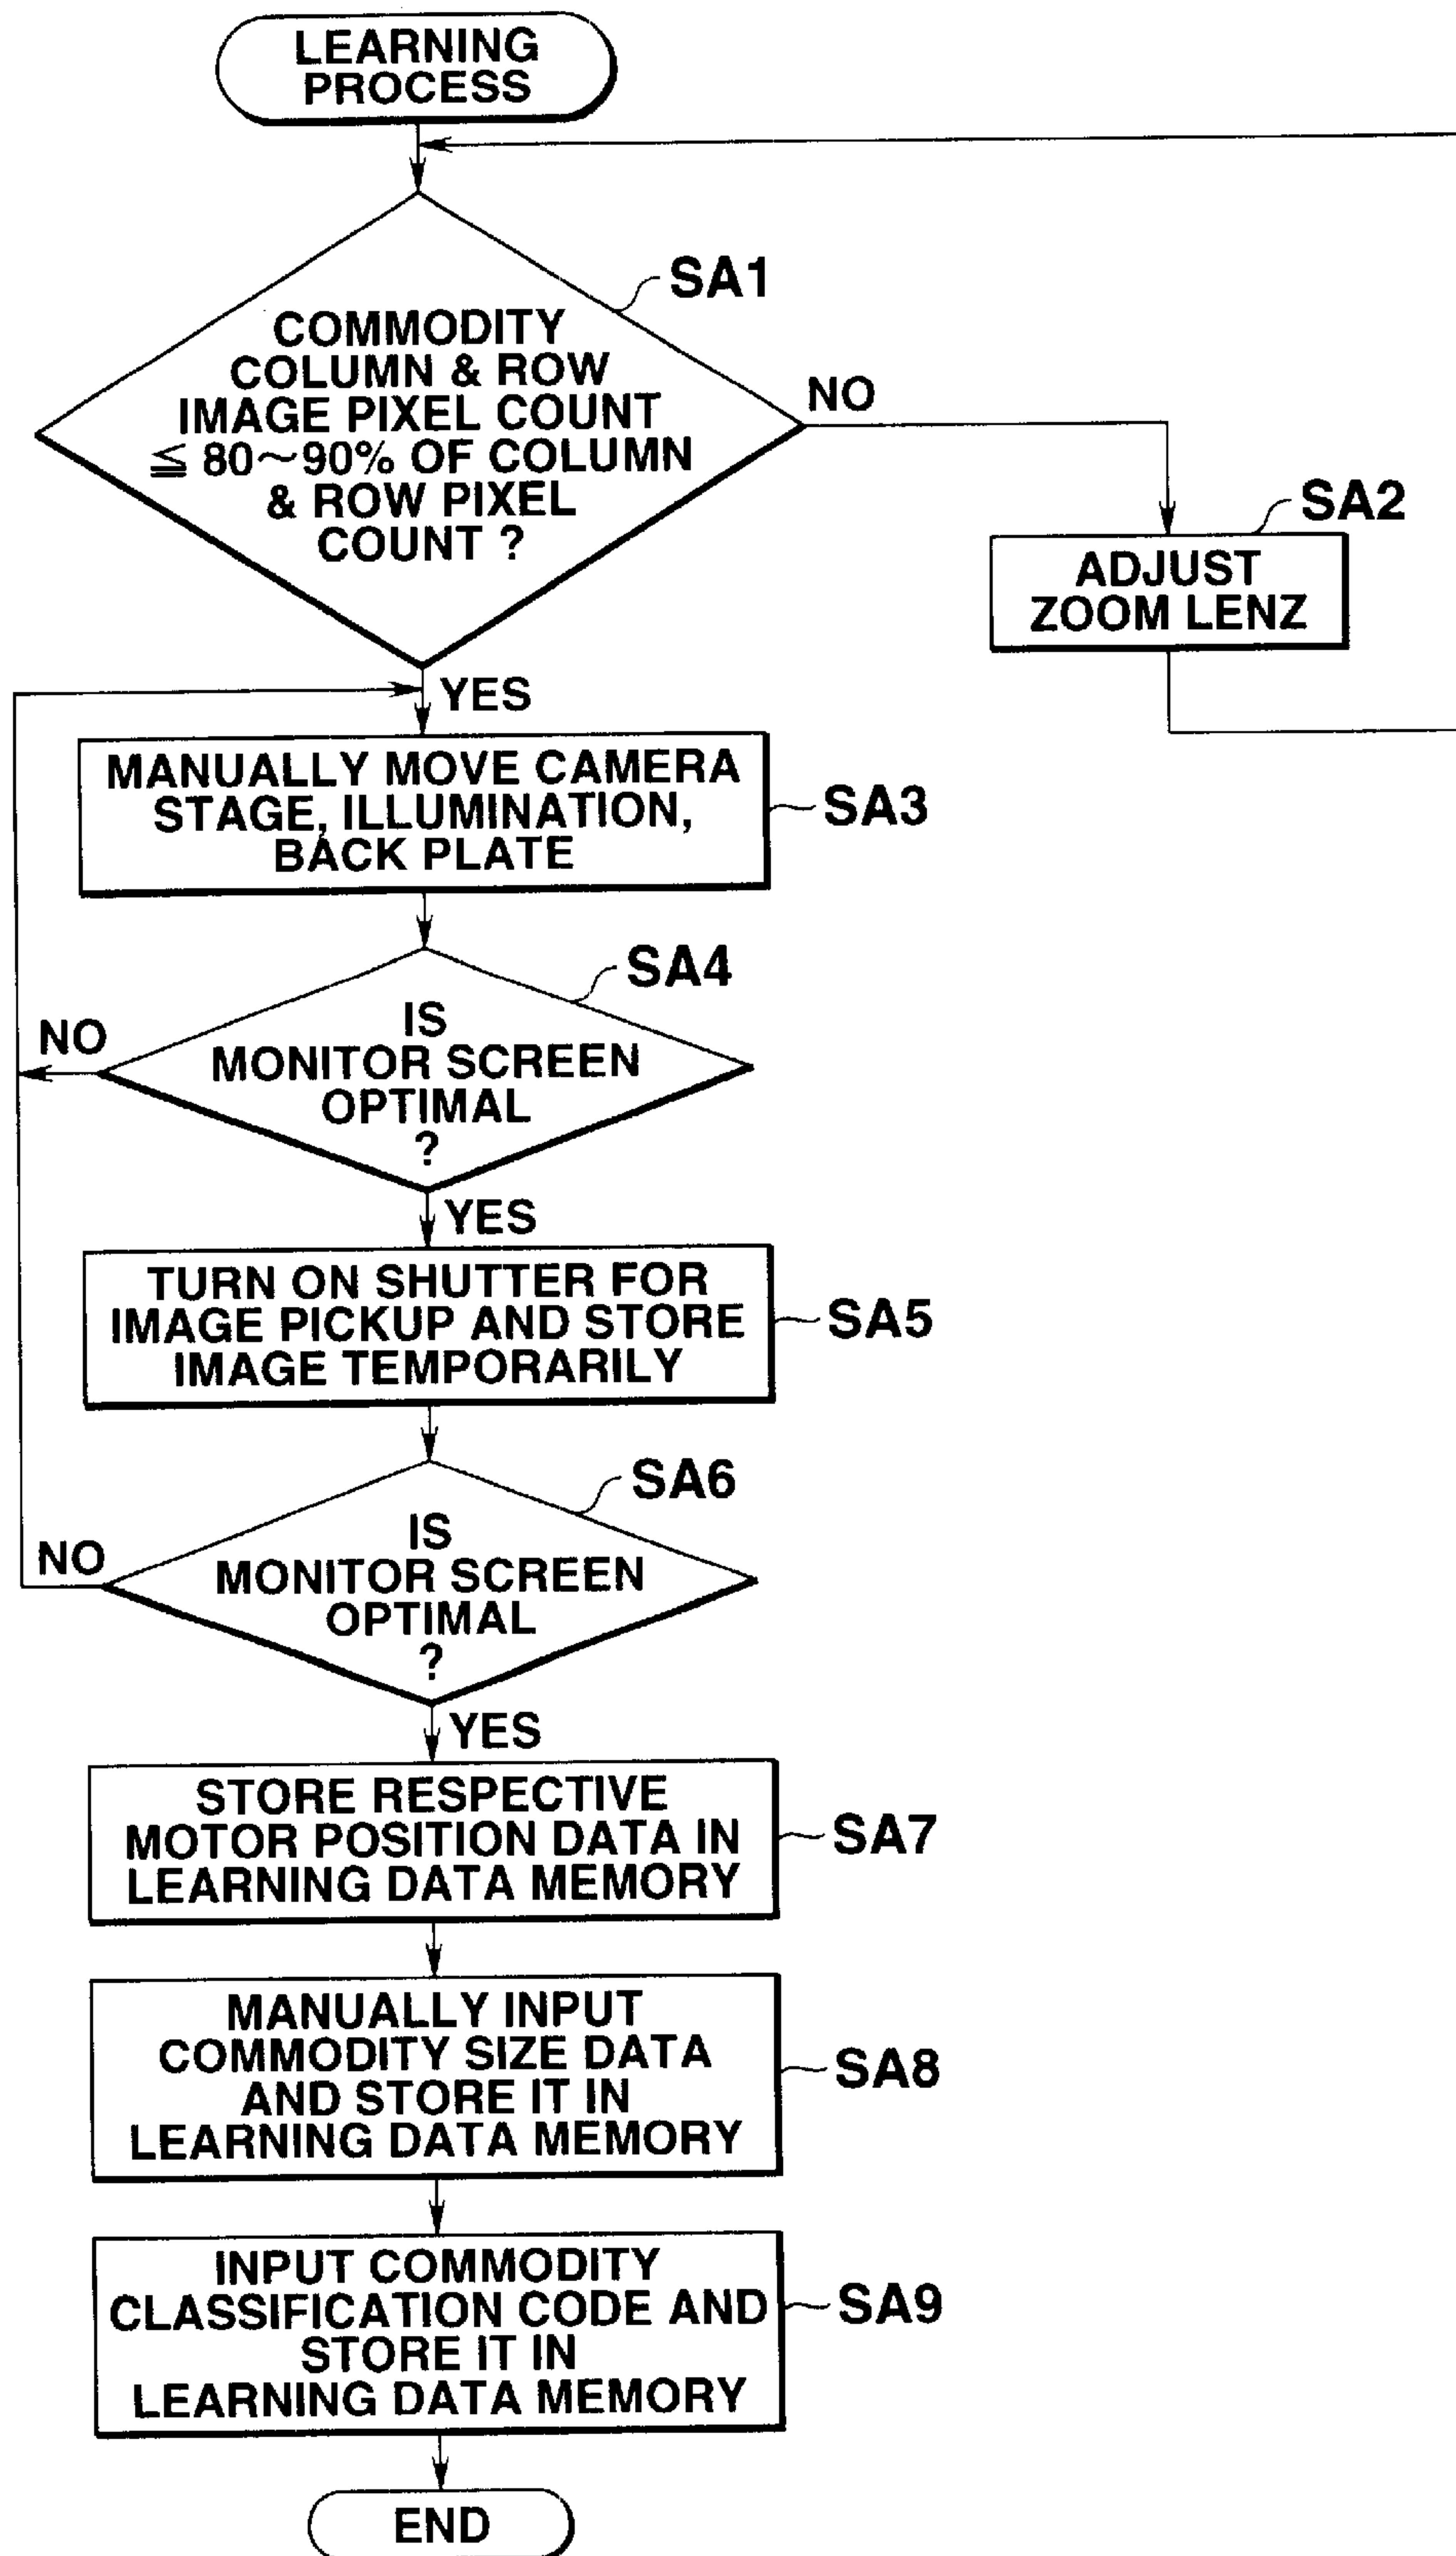 LEARNING
PROCESS
SA1
COMMODITY
COLUMN & ROW
IMAGE PIXEL COUNT
≦ 80~90% OF COLUMN
& ROW PIXEL
COUNT ?
NO
SA2
ADJUST
ZOOM LENZ
YES
MANUALLY MOVE CAMERA
STAGE, ILLUMINATION,
BACK PLATE
SA3
SA4
IS
MONITOR SCREEN
OPTIMAL
?
NO
YES
TURN ON SHUTTER FOR
IMAGE PICKUP AND STORE
IMAGE TEMPORARILY
SA5
SA6
IS
MONITOR SCREEN
OPTIMAL
?
NO
YES
STORE RESPECTIVE
MOTOR POSITION DATA IN
LEARNING DATA MEMORY
SA7
MANUALLY INPUT
COMMODITY SIZE DATA
AND STORE IT IN
LEARNING DATA MEMORY
SA8
INPUT COMMODITY
CLASSIFICATION CODE AND
STORE IT IN
LEARNING DATA MEMORY
SA9
END